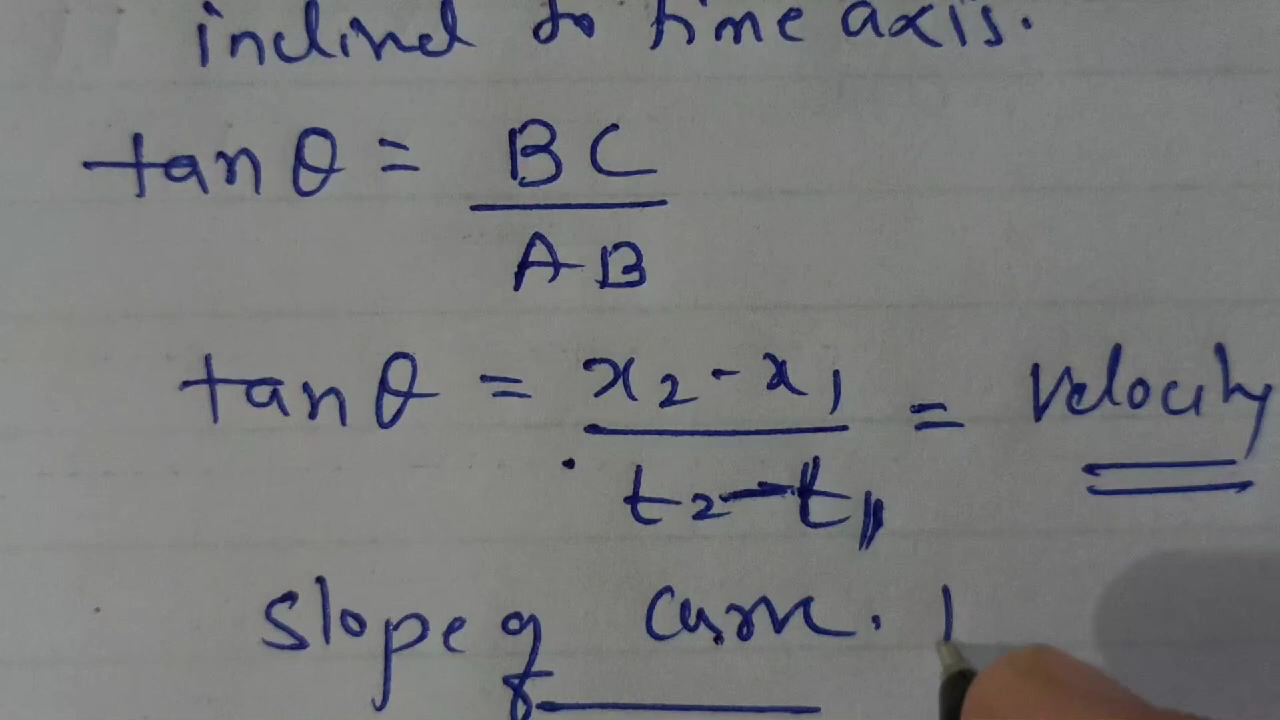 inclined to time axis.
tan θ = BC
AB
tan θ = x₂ - x₁ = Velocity
t₂ - t₁
Slope of curve.